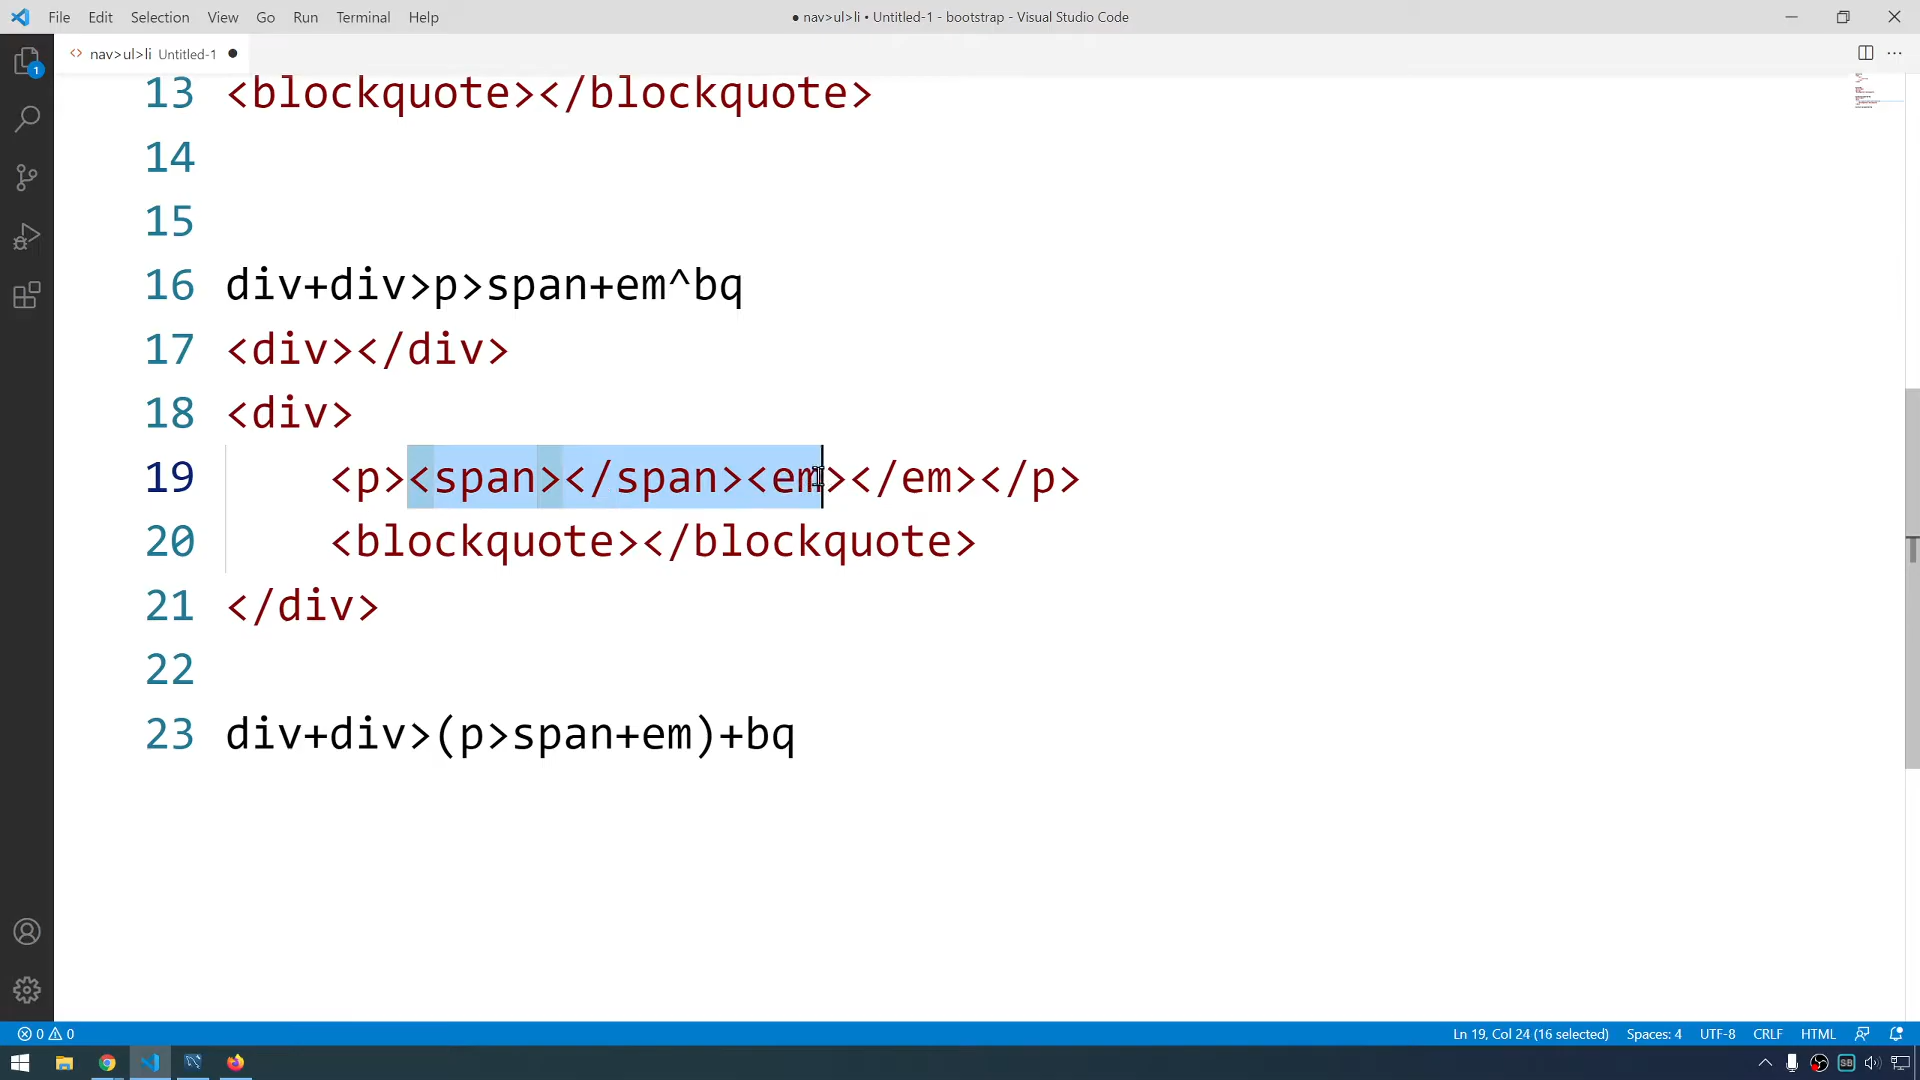 File Edit Selection View Go Run Terminal Help
● nav>ul>li • Untitled-1 - bootstrap - Visual Studio Code
<> nav>ul>li Untitled-1 ●
1
13 <blockquote></blockquote>
14
15
16 div+div>p>span+em^bq
17 <div></div>
18 <div>
19 <p><span></span><em></em></p>
20 <blockquote></blockquote>
21 </div>
22
23 div+div>(p>span+em)+bq
0 0
Ln 19, Col 24 (16 selected) Spaces: 4 UTF-8 CRLF HTML
SB